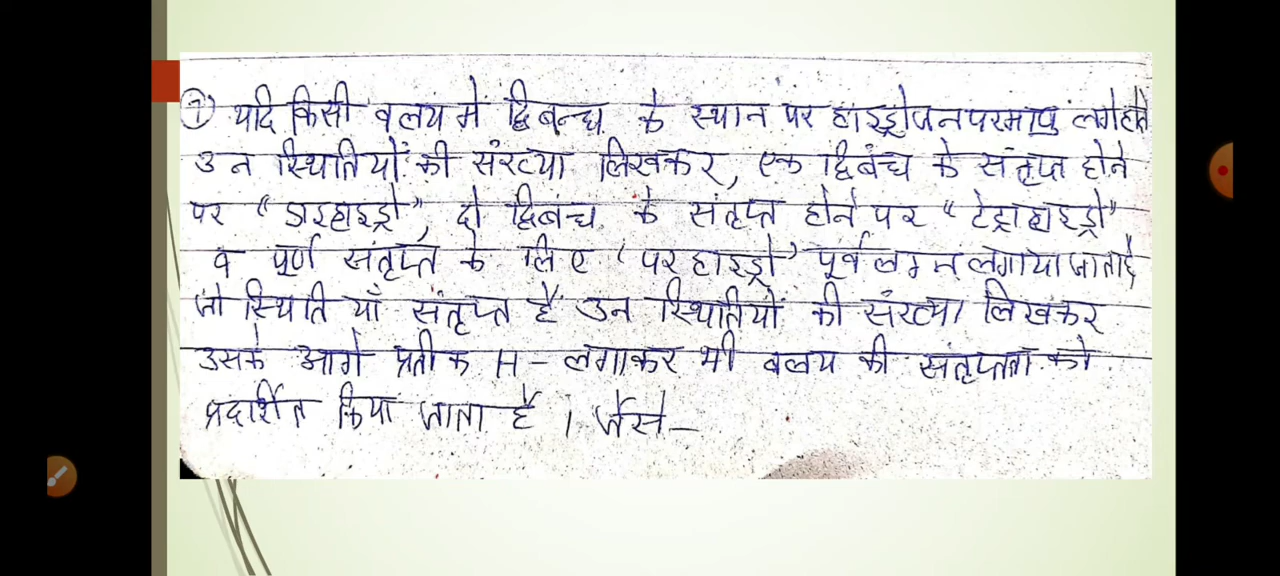 7 यदि किसी वलय मे द्विबन्ध के स्थान पर हाइड्रोजन परमाणु लगे हो तो
उन स्थितियों की संख्या लिखकर, एक द्विबंध के संतृप्त होने
पर "डाइहाइड्रो", दो द्विबंध के संतृप्त होने पर "टेट्राहाइड्रो"
व पूर्ण संतृप्त के लिए 'परहाइड्रो' पूर्वलग्न लगाया जाता है
जो स्थितियाँ संतृप्त है उन स्थितियों की संख्या लिखकर
उसके आगे प्रतीक H- लगाकर भी वलय की संतृप्तता को
प्रदर्शित किया जाता है । जैसे-